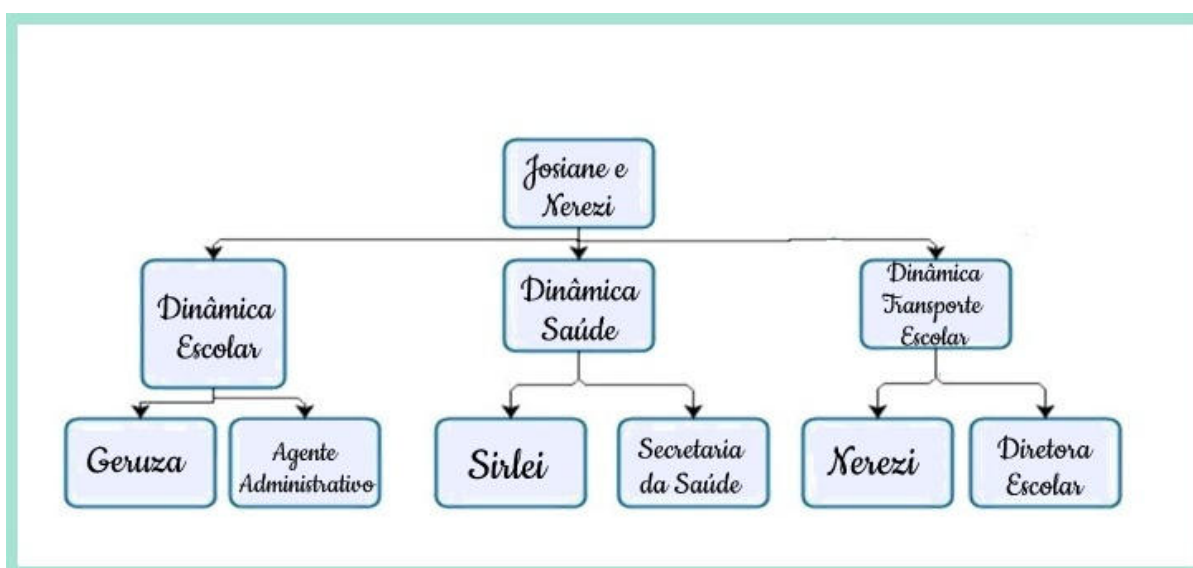 Josiane e
Nerezi
Dinâmica
Escolar
Dinâmica
Saúde
Dinâmica
Transporte
Escolar
Geruza
Agente
Administrativo
Sirlei
Secretaria
da Saúde
Nerezi
Diretora
Escolar